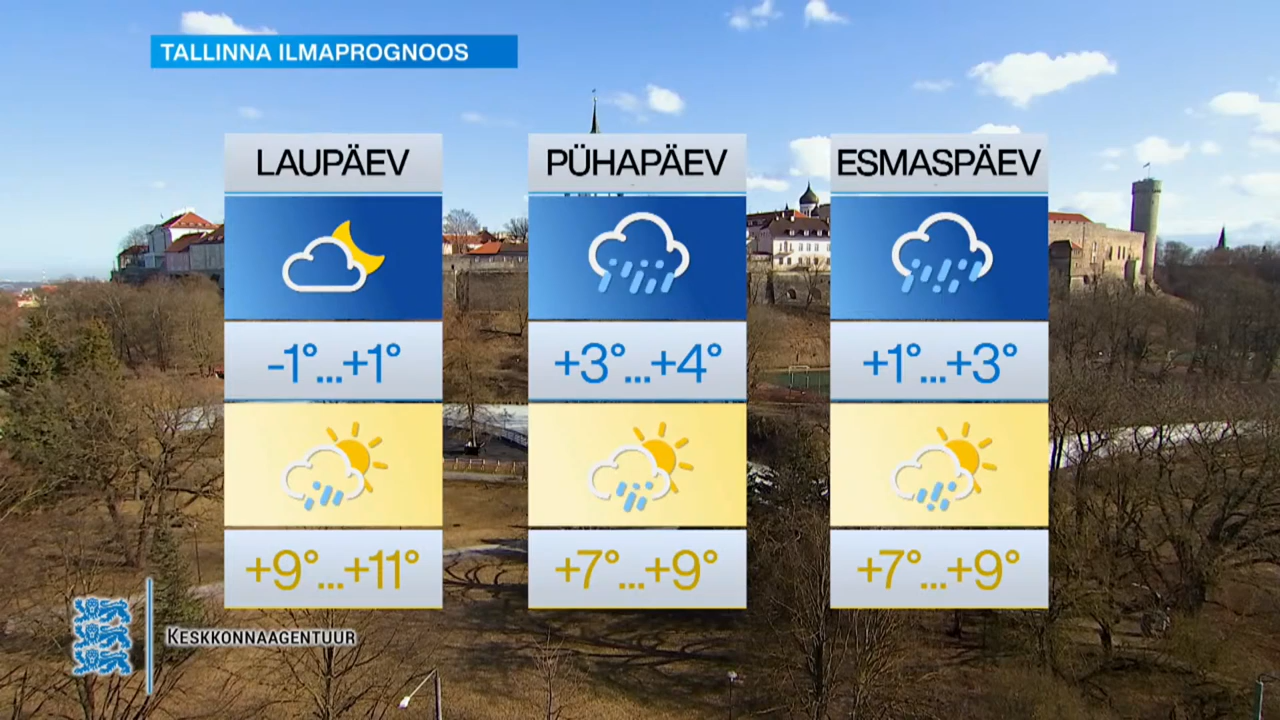 TALLINNA ILMAPROGNOOS
LAUPÄEV
-1°...+1°
+9°...+11°
PÜHAPÄEV
+3°...+4°
+7°...+9°
ESMASPÄEV
+1°...+3°
+7°...+9°
KESKKONNAAGENTUUR